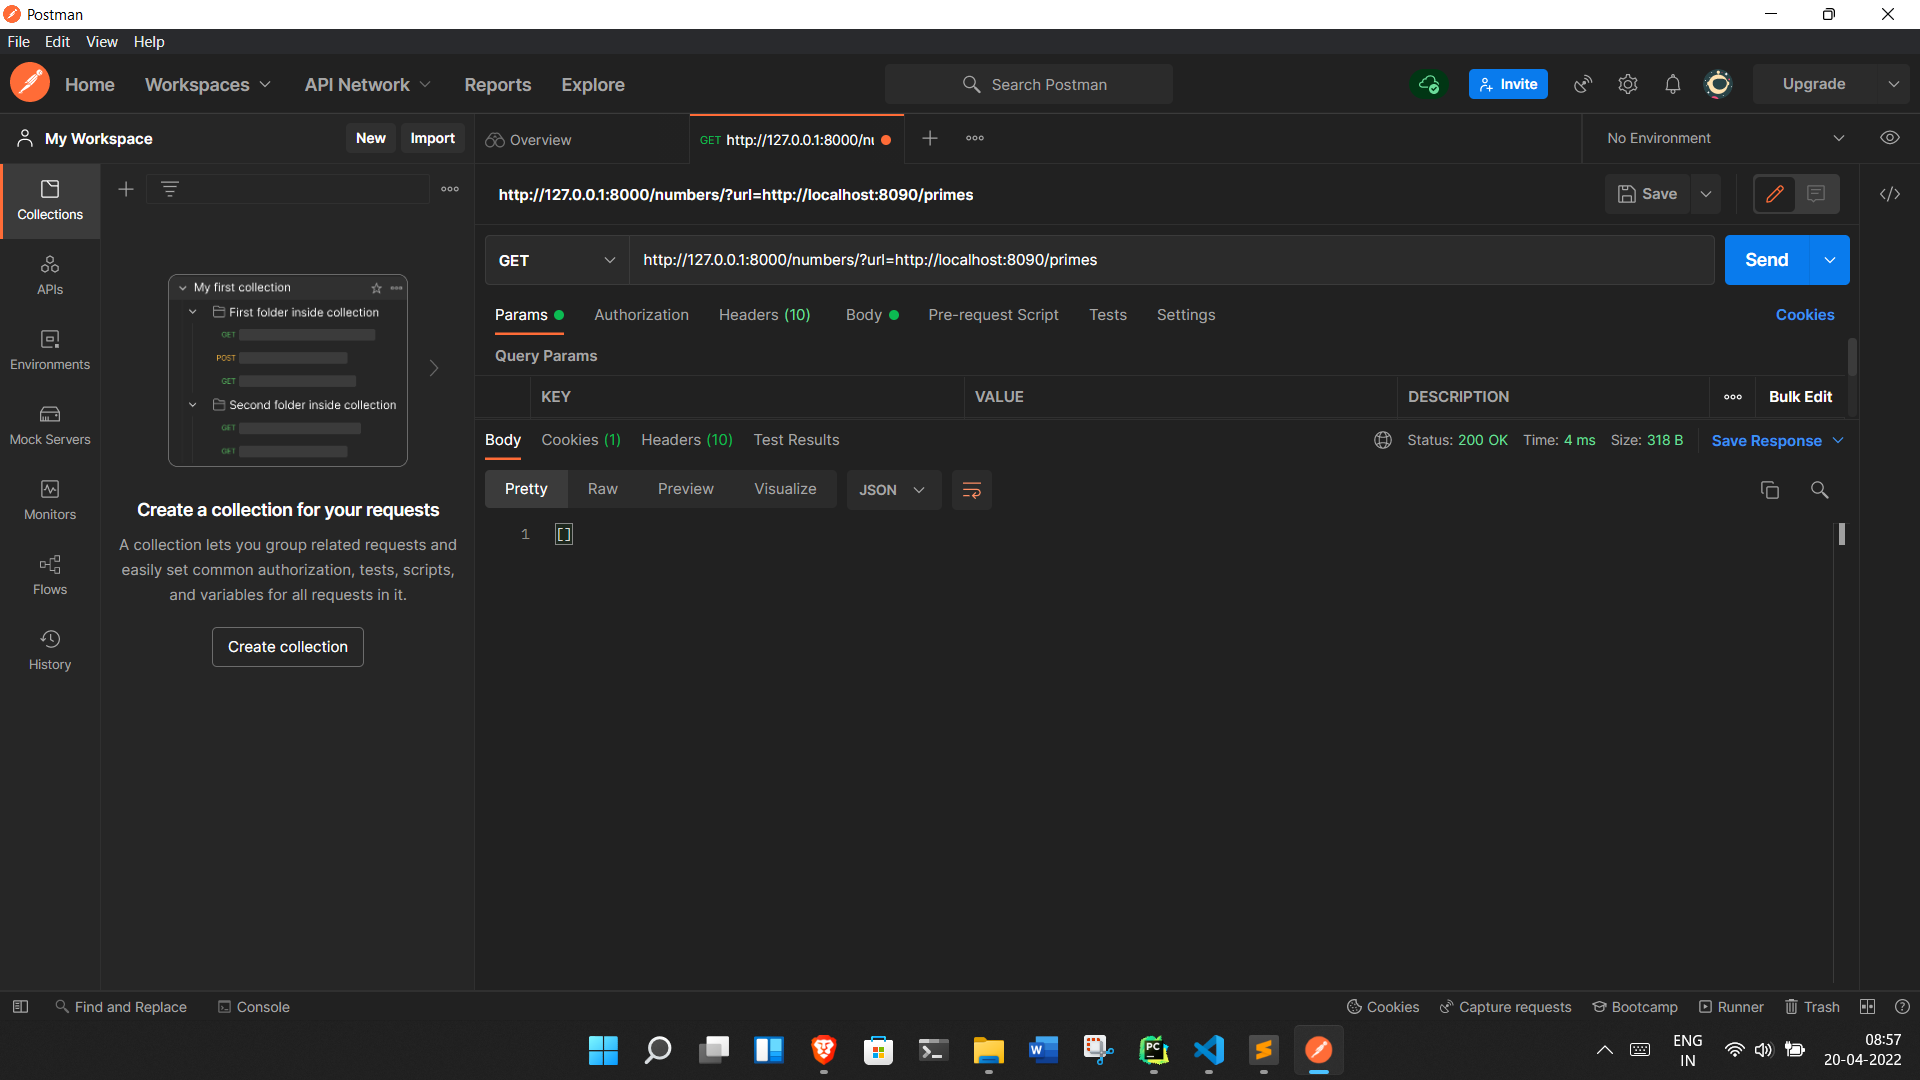 Postman
File Edit View Help
Home Workspaces API Network Reports Explore Search Postman Invite Upgrade
My Workspace New Import Overview GET http://127.0.0.1:8000/nu No Environment
Collections
http://127.0.0.1:8000/numbers/?url=http://localhost:8090/primes Save
GET http://127.0.0.1:8000/numbers/?url=http://localhost:8090/primes Send
APIs
My first collection
First folder inside collection
GET
POST
GET
Second folder inside collection
GET
GET
Params Authorization Headers (10) Body Pre-request Script Tests Settings Cookies
Query Params
KEY VALUE DESCRIPTION Bulk Edit
Environments
Mock Servers
Body Cookies (1) Headers (10) Test Results Status: 200 OK Time: 4 ms Size: 318 B Save Response
Pretty Raw Preview Visualize JSON
1 []
Monitors
Create a collection for your requests
A collection lets you group related requests and
easily set common authorization, tests, scripts,
and variables for all requests in it.
Create collection
Flows
History
Find and Replace Console Cookies Capture requests Bootcamp Runner Trash
ENG
IN
08:57
20-04-2022